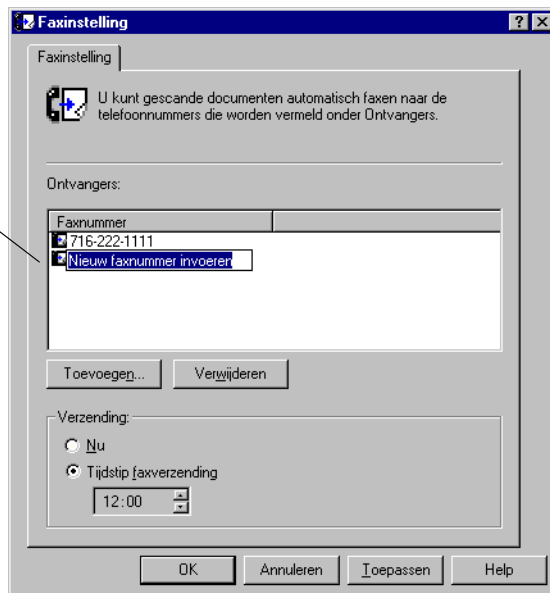 Faxinstelling
Faxinstelling
U kunt gescande documenten automatisch faxen naar de
telefoonnummers die worden vermeld onder Ontvangers.
Ontvangers:
Faxnummer
716-222-1111
Nieuw faxnummer invoeren
Toevoegen... Verwijderen
Verzending:
Nu
Tijdstip faxverzending
12:00
OK Annuleren Toepassen Help